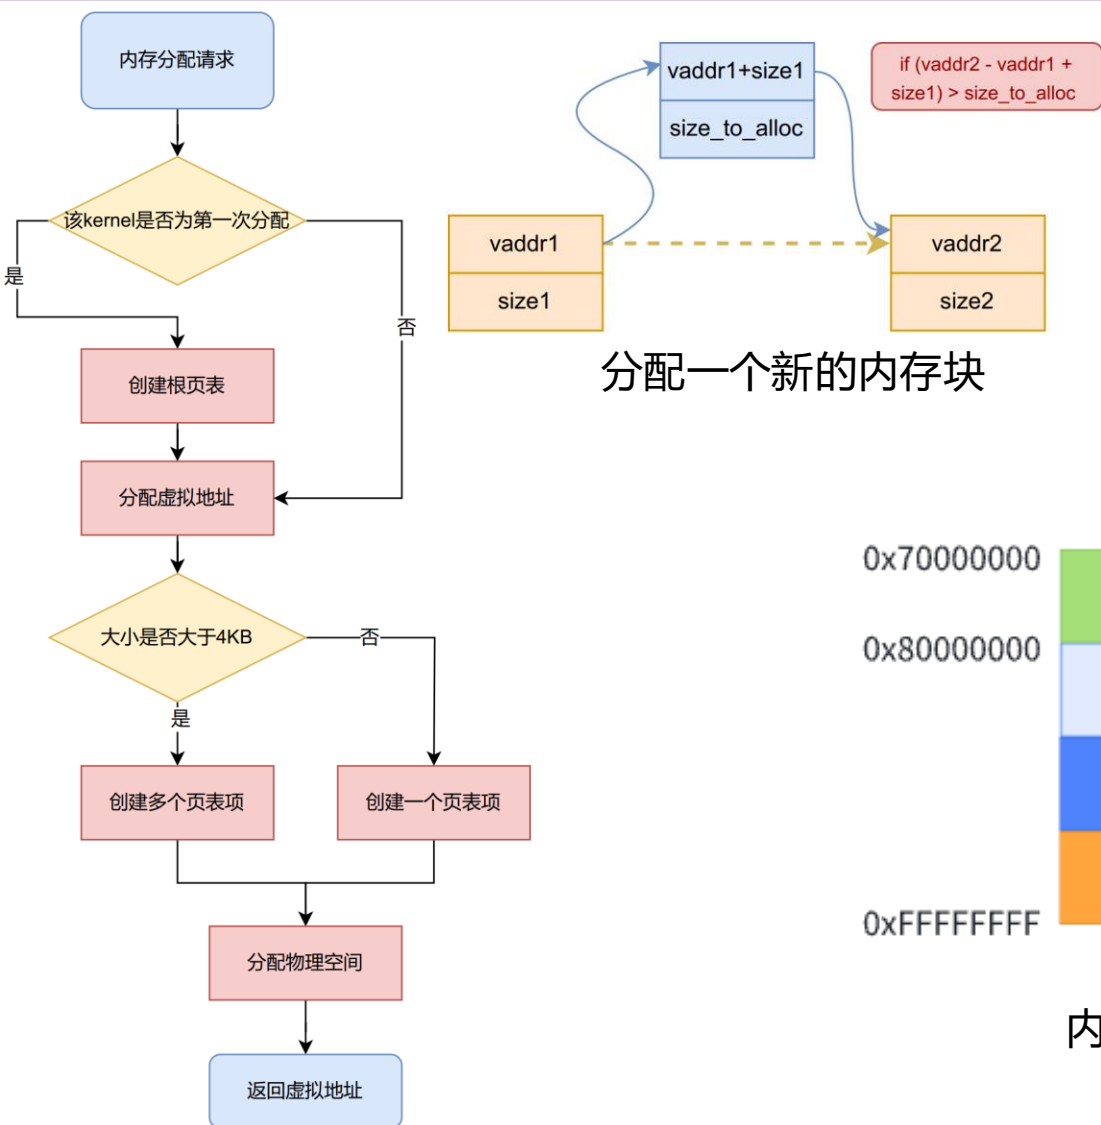 内存分配请求
该kernel是否为第一次分配
是
否
创建根页表
分配虚拟地址
大小是否大于4KB
否
是
创建多个页表项
创建一个页表项
分配物理空间
返回虚拟地址
vaddr1+size1
size_to_alloc
if (vaddr2 - vaddr1 +
size1) > size_to_alloc
vaddr1
size1
vaddr2
size2
分配一个新的内存块
0x70000000
0x80000000
0xFFFFFFFF
内